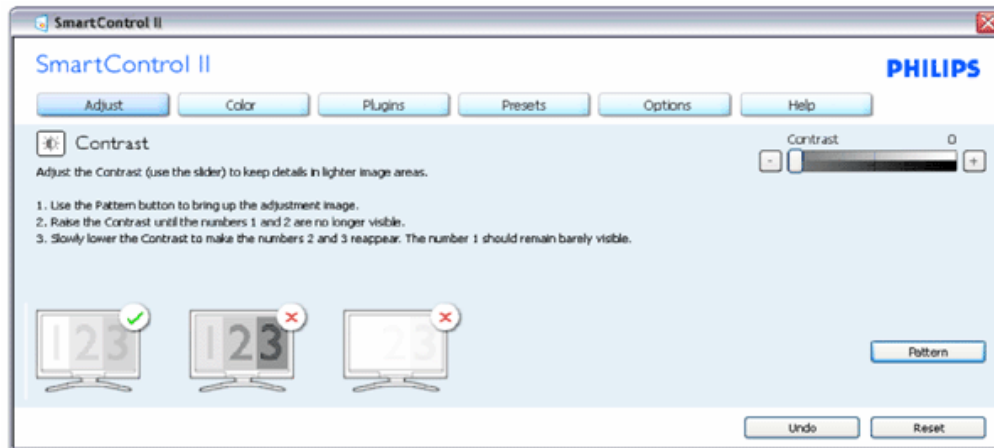 SmartControl II
SmartControl II
PHILIPS
Adjust Color Plugins Presets Options Help
Contrast
Contrast 0
- +
Adjust the Contrast (use the slider) to keep details in lighter image areas.
1. Use the Pattern button to bring up the adjustment image.
2. Raise the Contrast until the numbers 1 and 2 are no longer visible.
3. Slowly lower the Contrast to make the numbers 2 and 3 reappear. The number 1 should remain barely visible.
123 123 23
Pattern
Undo Reset